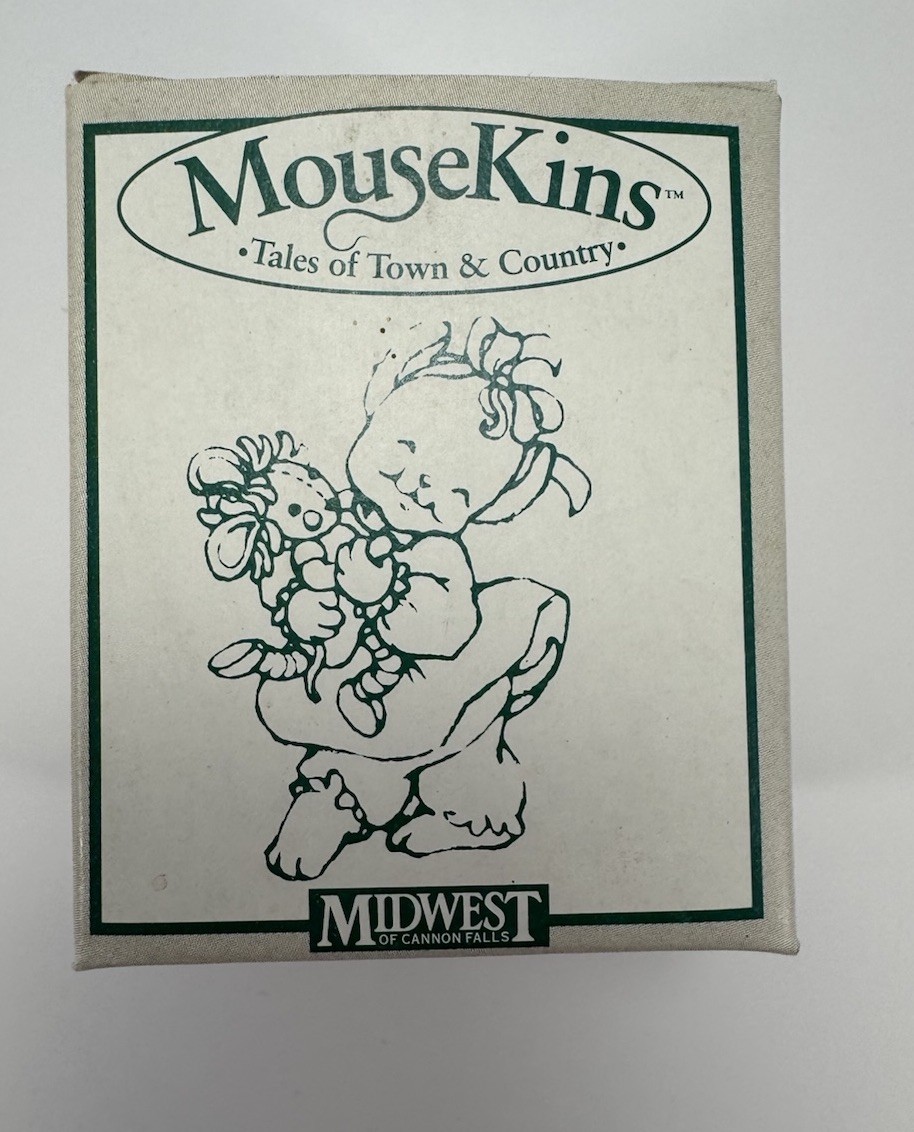 MouseKins™
•Tales of Town & Country•
MIDWEST
OF CANNON FALLS